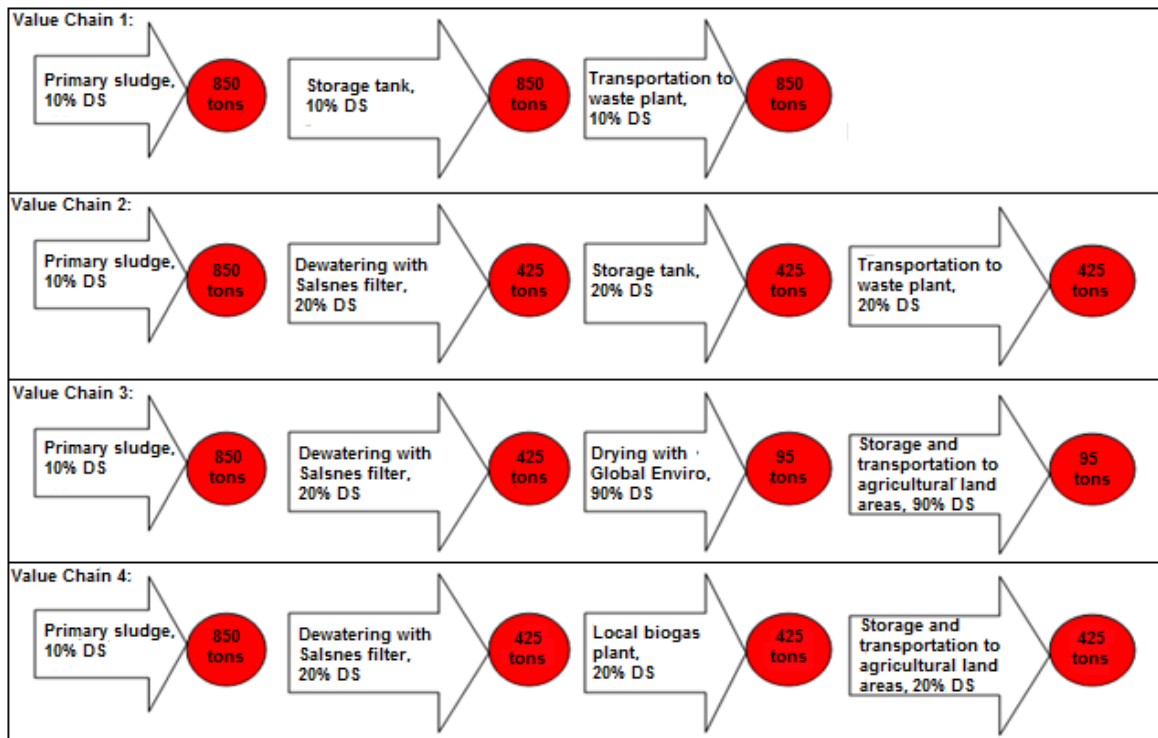 Value Chain 1:
Primary sludge,
10% DS
850
tons
Storage tank,
10% DS
850
tons
Transportation to
waste plant,
10% DS
850
tons
Value Chain 2:
Primary sludge,
10% DS
850
tons
Dewatering with
Salsnes filter,
20% DS
425
tons
Storage tank,
20% DS
425
tons
Transportation to
waste plant,
20% DS
425
tons
Value Chain 3:
Primary sludge,
10% DS
850
tons
Dewatering with
Salsnes filter,
20% DS
425
tons
Drying with
Global Enviro,
90% DS
95
tons
Storage and
transportation to
agricultural land
areas, 90% DS
95
tons
Value Chain 4:
Primary sludge,
10% DS
850
tons
Dewatering with
Salsnes filter,
20% DS
425
tons
Local biogas
plant,
20% DS
425
tons
Storage and
transportation to
agricultural land
areas, 20% DS
425
tons